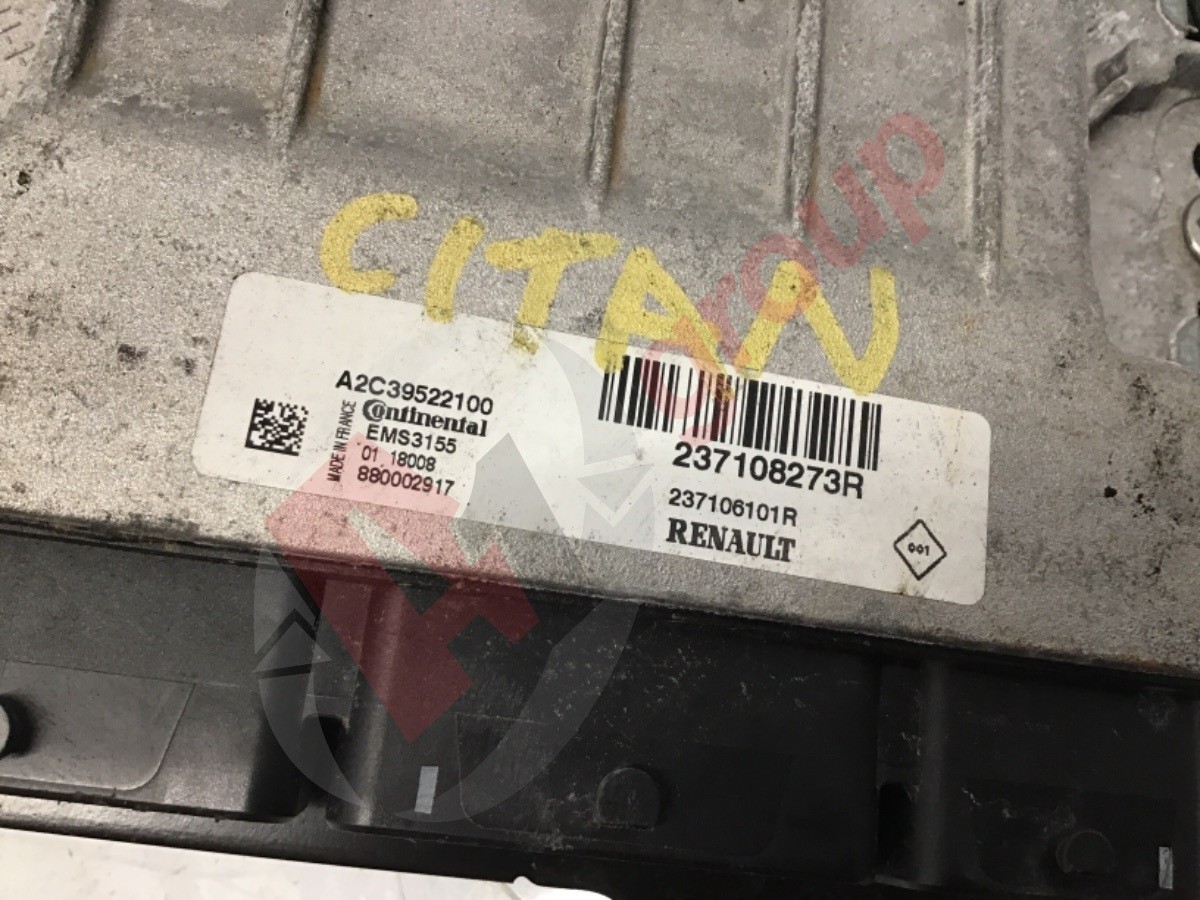 CITAN
A2C39522100
Continental
EMS3155
01 18008
880002917
MADE IN FRANCE
237108273R
237106101R
RENAULT
001
group